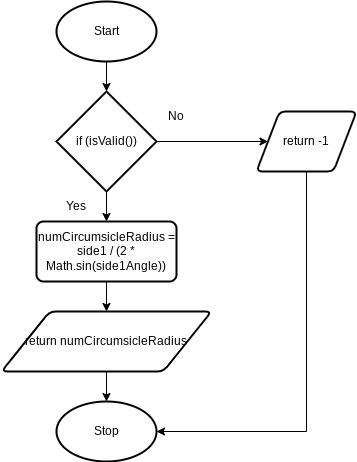 Start
if (isValid())
No
return -1
Yes
numCircumsicleRadius =
side1 / (2 *
Math.sin(side1Angle))
return numCircumsicleRadius
Stop